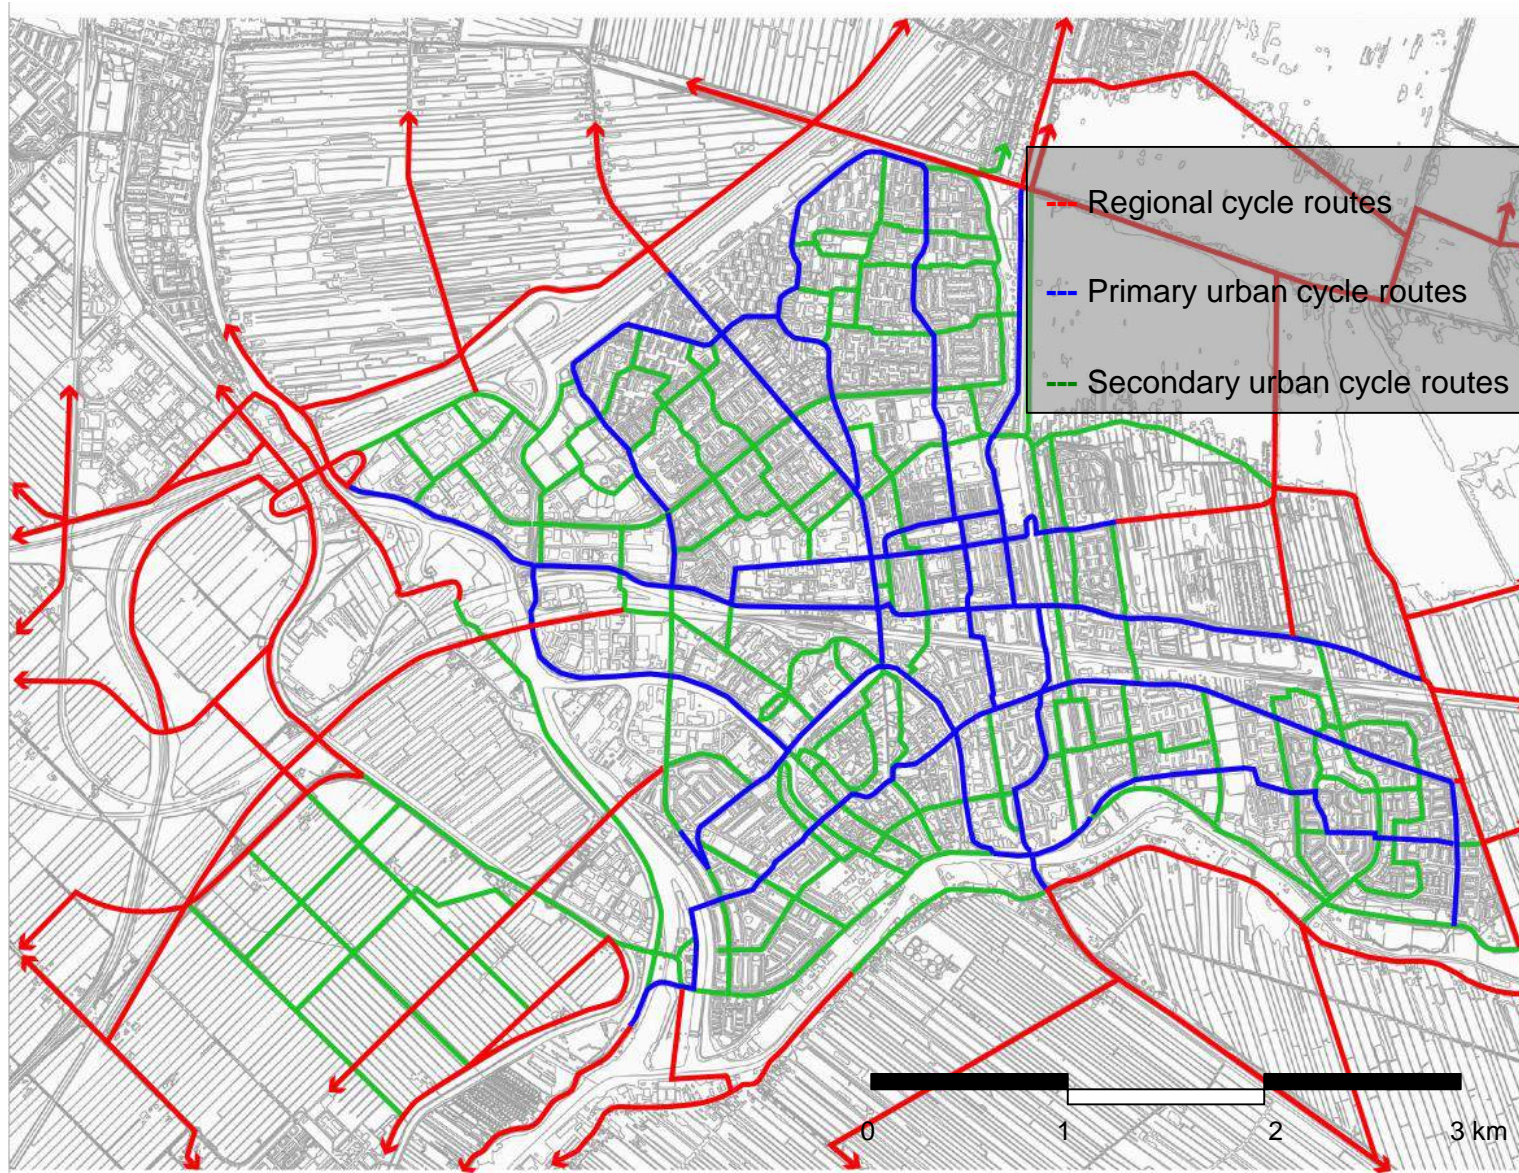 Regional cycle routes
Primary urban cycle routes
Secondary urban cycle routes
0 1 2 3 km